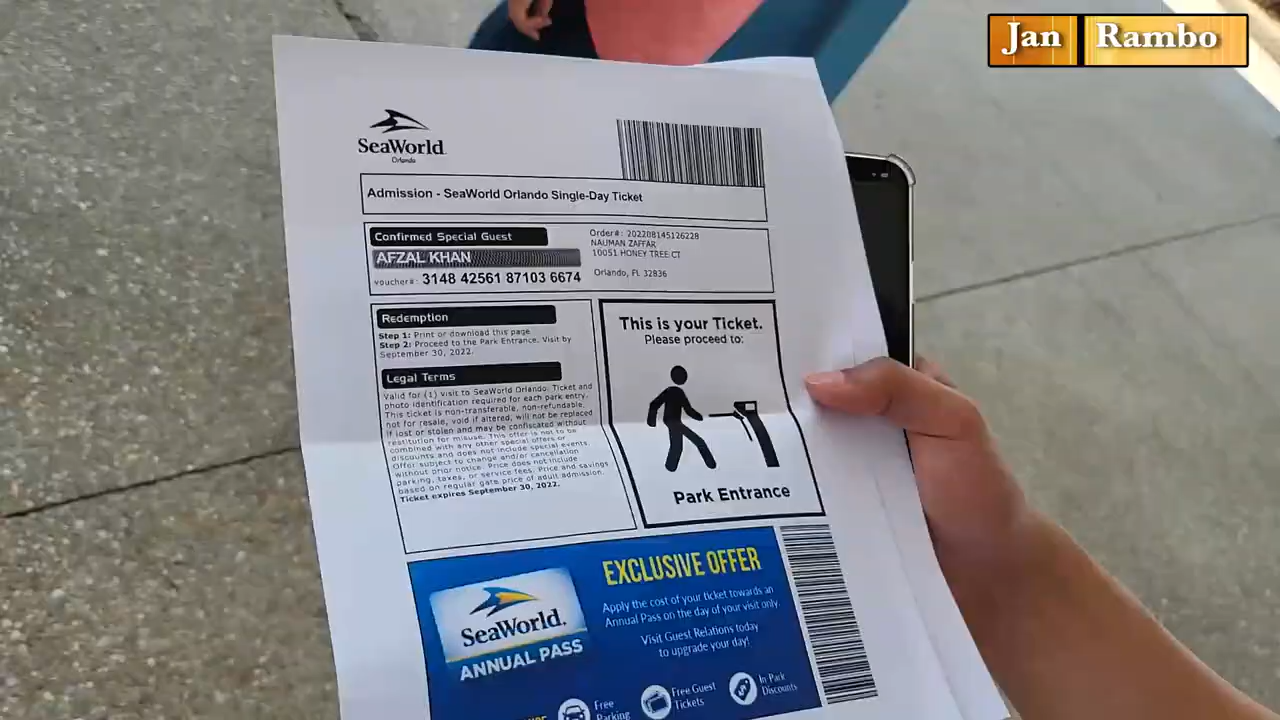 Jan Rambo
SeaWorld
Orlando
Admission - SeaWorld Orlando Single-Day Ticket
Confirmed Special Guest
AFZAL KHAN
voucher#: 3148 42561 87103 6674
Order#: 202208145126228
NAUMAN ZAFFAR
10051 HONEY TREE CT
Orlando, FL 32836
Redemption
Step 1: Print or download this page
Step 2: Proceed to the Park Entrance. Visit by
September 30, 2022.
Legal Terms
Valid for (1) visit to SeaWorld Orlando. Ticket and
photo identification required for each park entry.
This ticket is non-transferable, non-refundable,
not for resale, void if altered, will not be replaced
if lost or stolen and may be confiscated without
restitution for misuse. This offer is not to be
combined with any other special offers or
discounts and does not include special events.
Offer subject to change and/or cancellation
without prior notice. Price does not include
parking, taxes, or service fees. Price and savings
based on regular gate price of adult admission.
Ticket expires September 30, 2022.
This is your Ticket.
Please proceed to:
Park Entrance
SeaWorld.
ANNUAL PASS
EXCLUSIVE OFFER
Apply the cost of your ticket towards an
Annual Pass on the day of your visit only.
Visit Guest Relations today
to upgrade your day!
Free
Parking
Free Guest
Tickets
In Park
Discounts